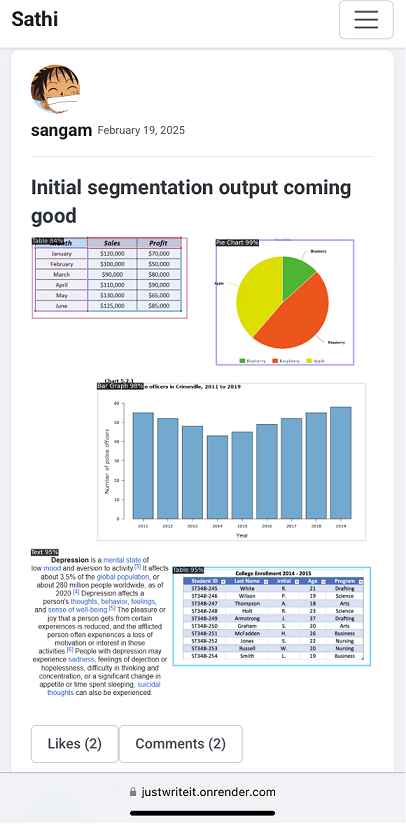 Sathi
sangam February 19, 2025
Initial segmentation output coming
good
Table 84%
Sales Profit
January $120,000 $70,000
February $100,000 $50,000
March $90,000 $80,000
April $110,000 $90,000
May $130,000 $65,000
June $125,000 $85,000
Pie Chart 99%
Blueberry
Apple
Raspberry
Blueberry Raspberry Apple
Chart 5.2.1
Bar Graph 98% e officers in Crimeville, 2011 to 2019
Number of police officers
60
50
40
30
20
10
0
2011 2012 2013 2014 2015 2016 2017 2018 2019
Year
Text 95%
Depression is a mental state of
low mood and aversion to activity.[3] It affects
about 3.5% of the global population, or
about 280 million people worldwide, as of
2020.[4] Depression affects a
person's thoughts, behavior, feelings,
and sense of well-being.[5] The pleasure or
joy that a person gets from certain
experiences is reduced, and the afflicted
person often experiences a loss of
motivation or interest in those
activities.[6] People with depression may
experience sadness, feelings of dejection or
hopelessness, difficulty in thinking and
concentration, or a significant change in
appetite or time spent sleeping; suicidal
thoughts can also be experienced.
Table 95%
College Enrollment 2014 - 2015
Student ID Last Name Initial Age Program
ST348-245 White R. 21 Drafting
ST348-246 Wilson P. 19 Science
ST348-247 Thompson A. 18 Arts
ST348-248 Holt R. 23 Science
ST348-249 Armstrong J. 37 Drafting
ST348-250 Graham S. 20 Arts
ST348-251 McFadden H. 26 Business
ST348-252 Jones S. 22 Nursing
ST348-253 Russell W. 20 Nursing
ST348-254 Smith L. 19 Business
Likes (2) Comments (2)
justwriteit.onrender.com